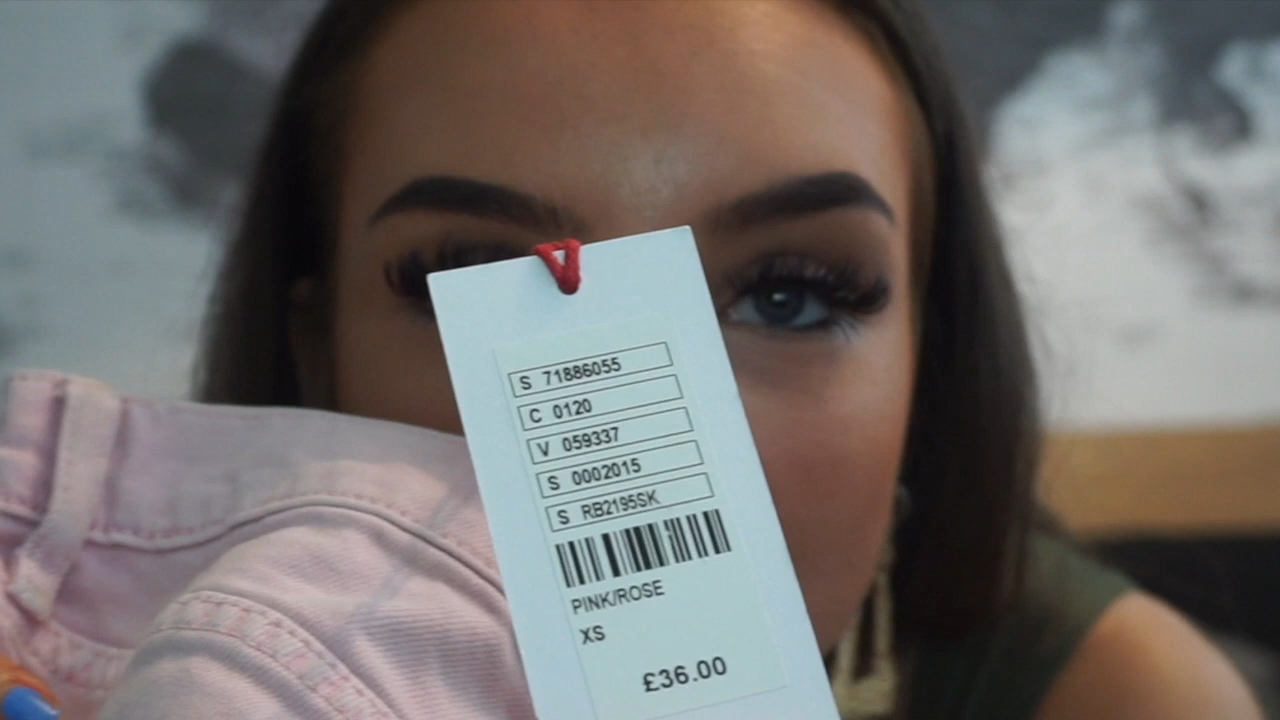 S 71886055
C 0120
V 059337
S 0002015
S RB2195SK
PINK/ROSE
XS
£36.00